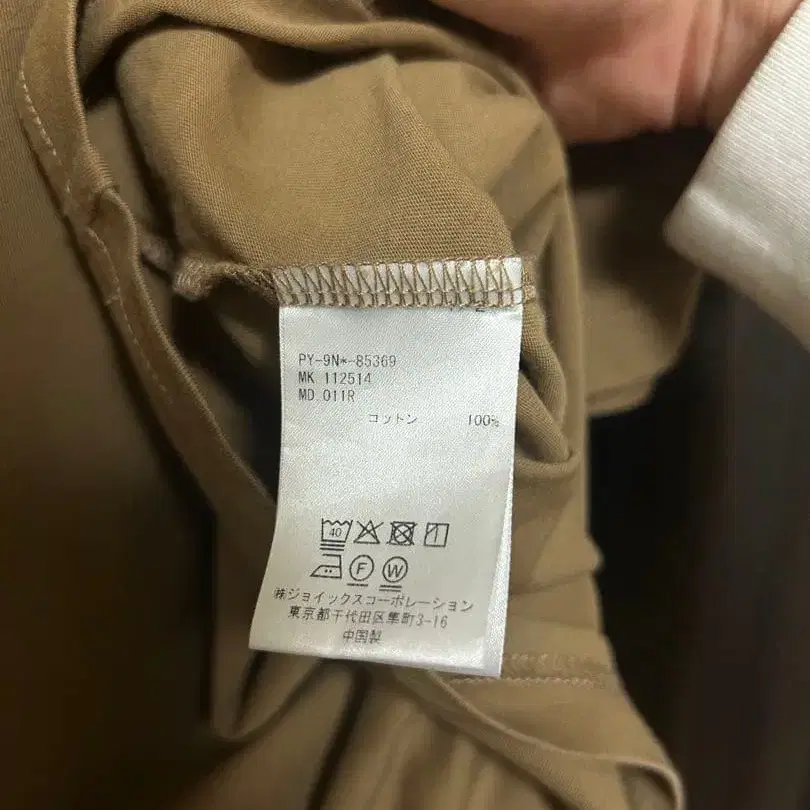 PY-9N*-85369
MK 112514
MD 011R
コットン 100%
40
F W
㈱ジョイックスコーポレーション
東京都千代田区隼町3-16
中国製